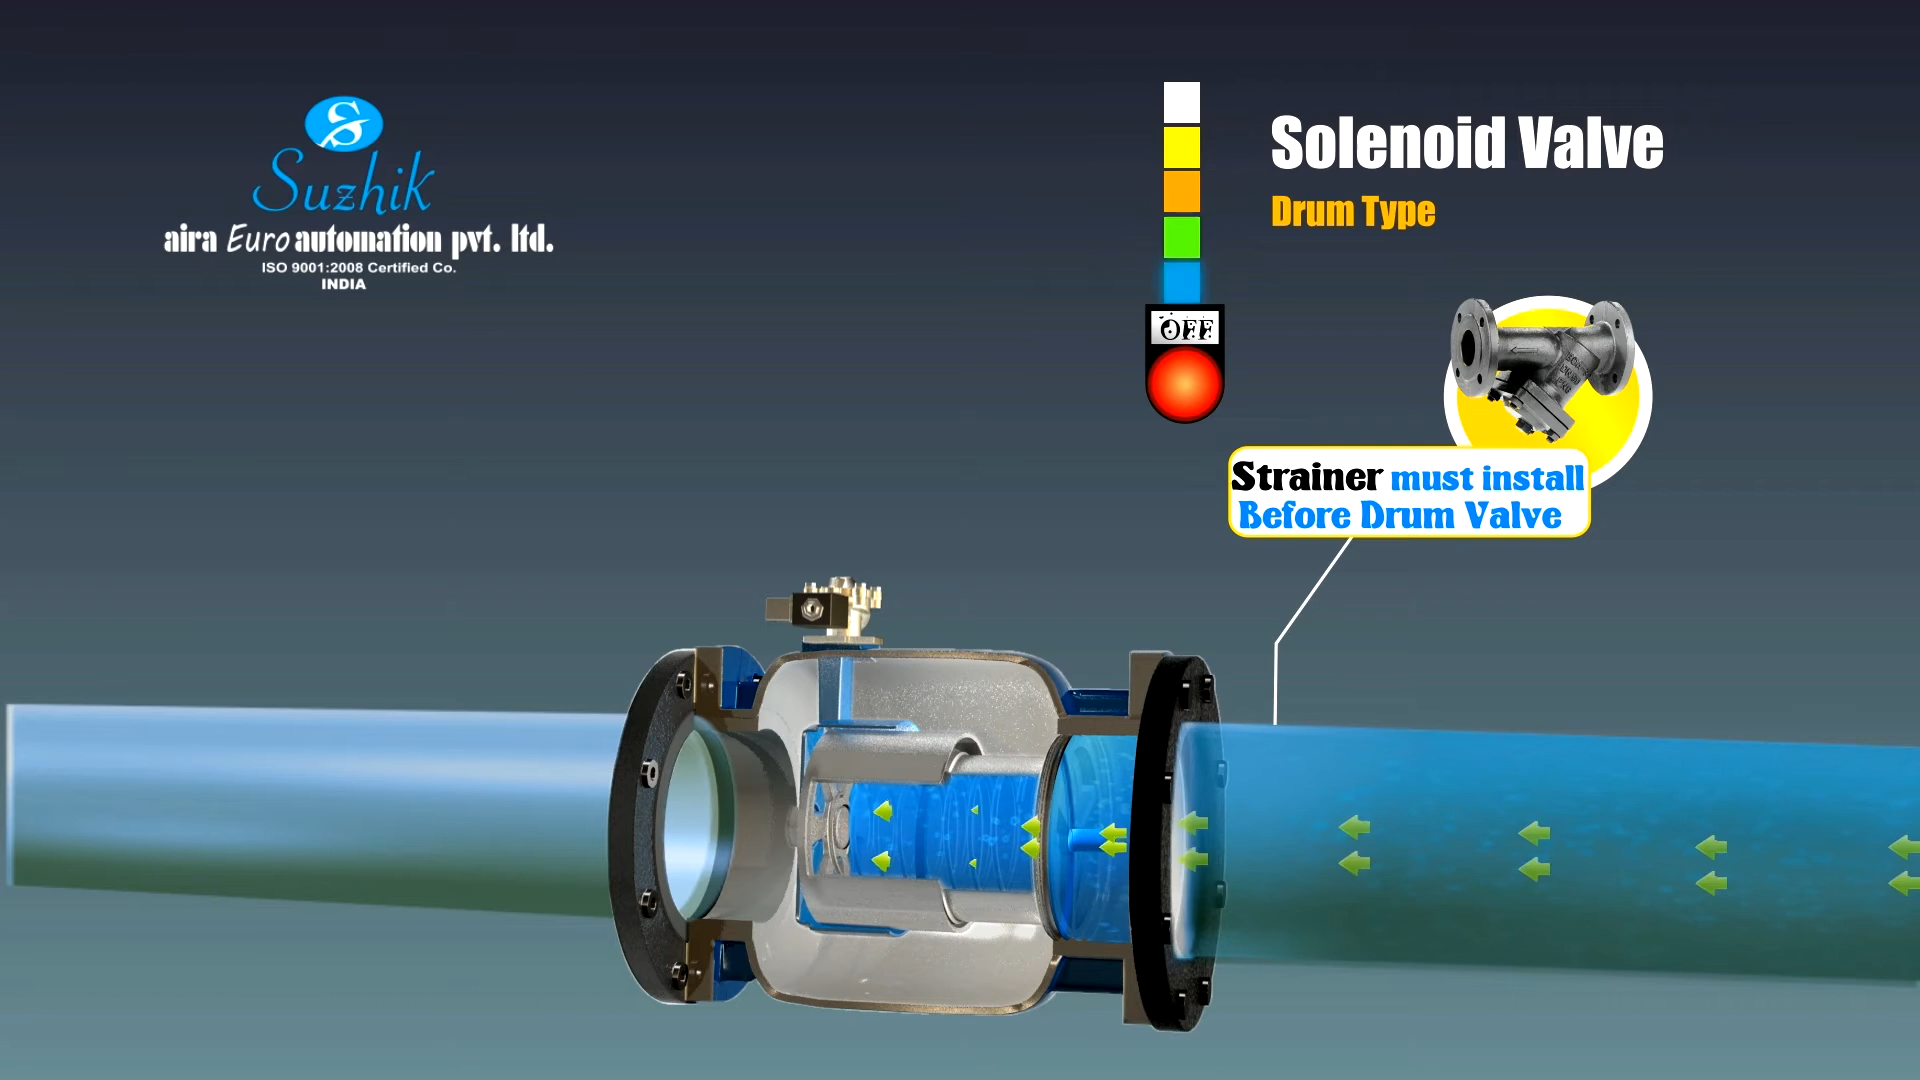 S
Suzhik
aira Euro automation pvt. ltd.
ISO 9001:2008 Certified Co.
INDIA
Solenoid Valve
Drum Type
OFF
Strainer must install
Before Drum Valve